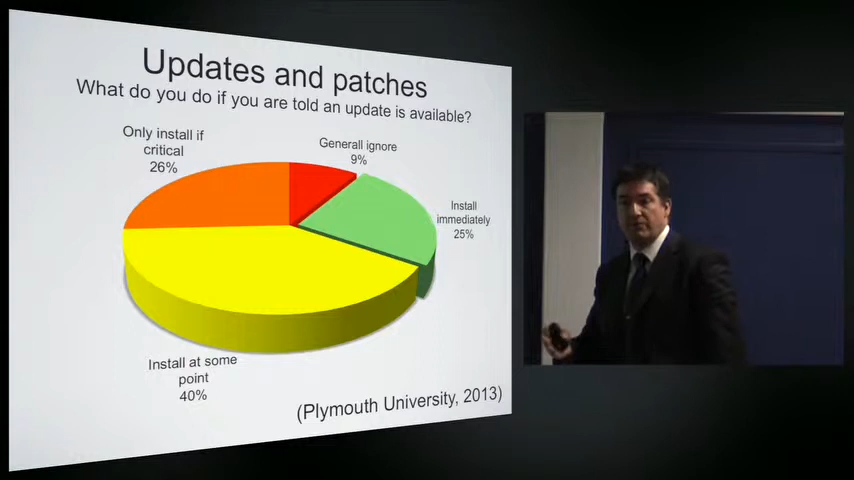 Updates and patches
What do you do if you are told an update is available?
Only install if
critical
26%
Generall ignore
9%
Install
immediately
25%
Install at some
point
40%
(Plymouth University, 2013)